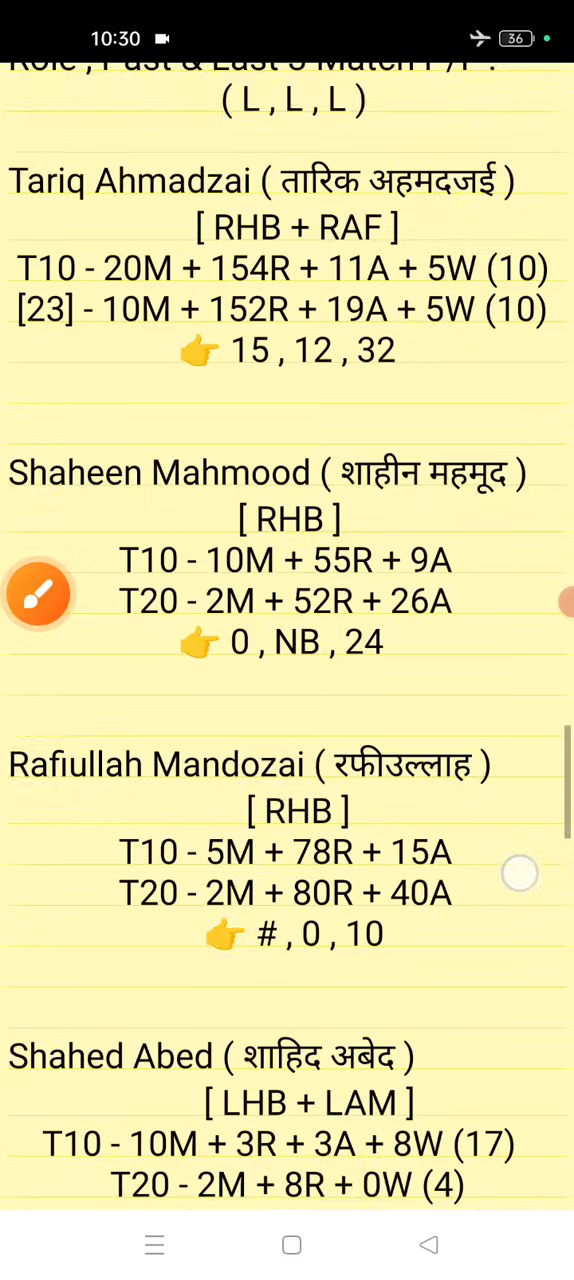 10:30
36
( L , L , L )
Tariq Ahmadzai ( तारिक अहमदजई )
[ RHB + RAF ]
T10 - 20M + 154R + 11A + 5W (10)
[23] - 10M + 152R + 19A + 5W (10)
👉 15 , 12 , 32
Shaheen Mahmood ( शाहीन महमूद )
[ RHB ]
T10 - 10M + 55R + 9A
T20 - 2M + 52R + 26A
👉 0 , NB , 24
Rafiullah Mandozai ( रफीउल्लाह )
[ RHB ]
T10 - 5M + 78R + 15A
T20 - 2M + 80R + 40A
👉 # , 0 , 10
Shahed Abed ( शाहिद अबेद )
[ LHB + LAM ]
T10 - 10M + 3R + 3A + 8W (17)
T20 - 2M + 8R + 0W (4)